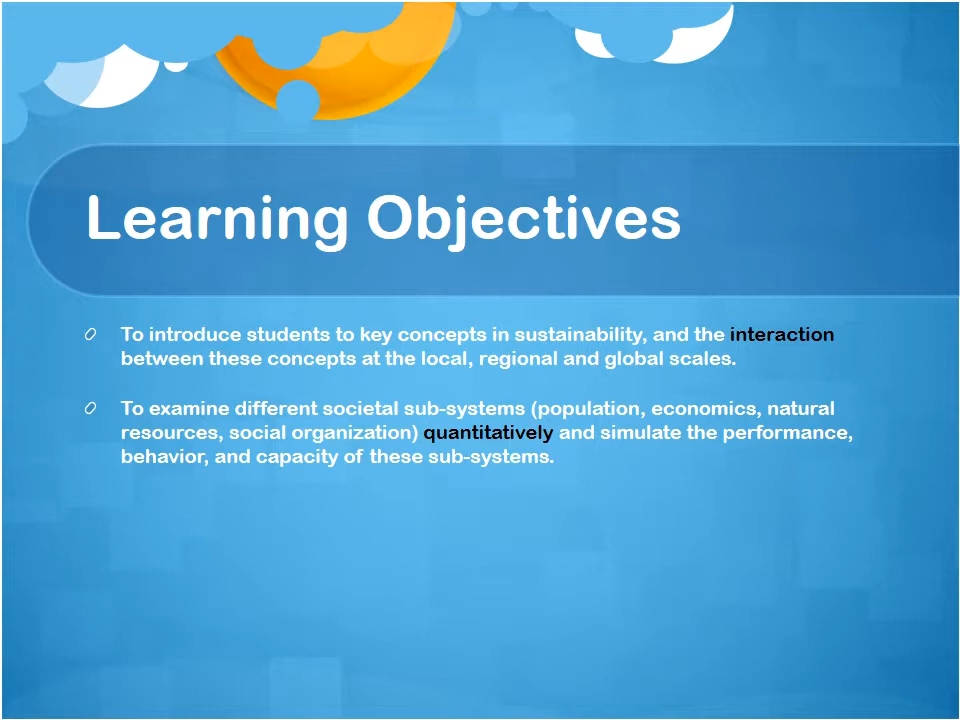 Learning Objectives
To introduce students to key concepts in sustainability, and the interaction
between these concepts at the local, regional and global scales.
To examine different societal sub-systems (population, economics, natural
resources, social organization) quantitatively and simulate the performance,
behavior, and capacity of these sub-systems.